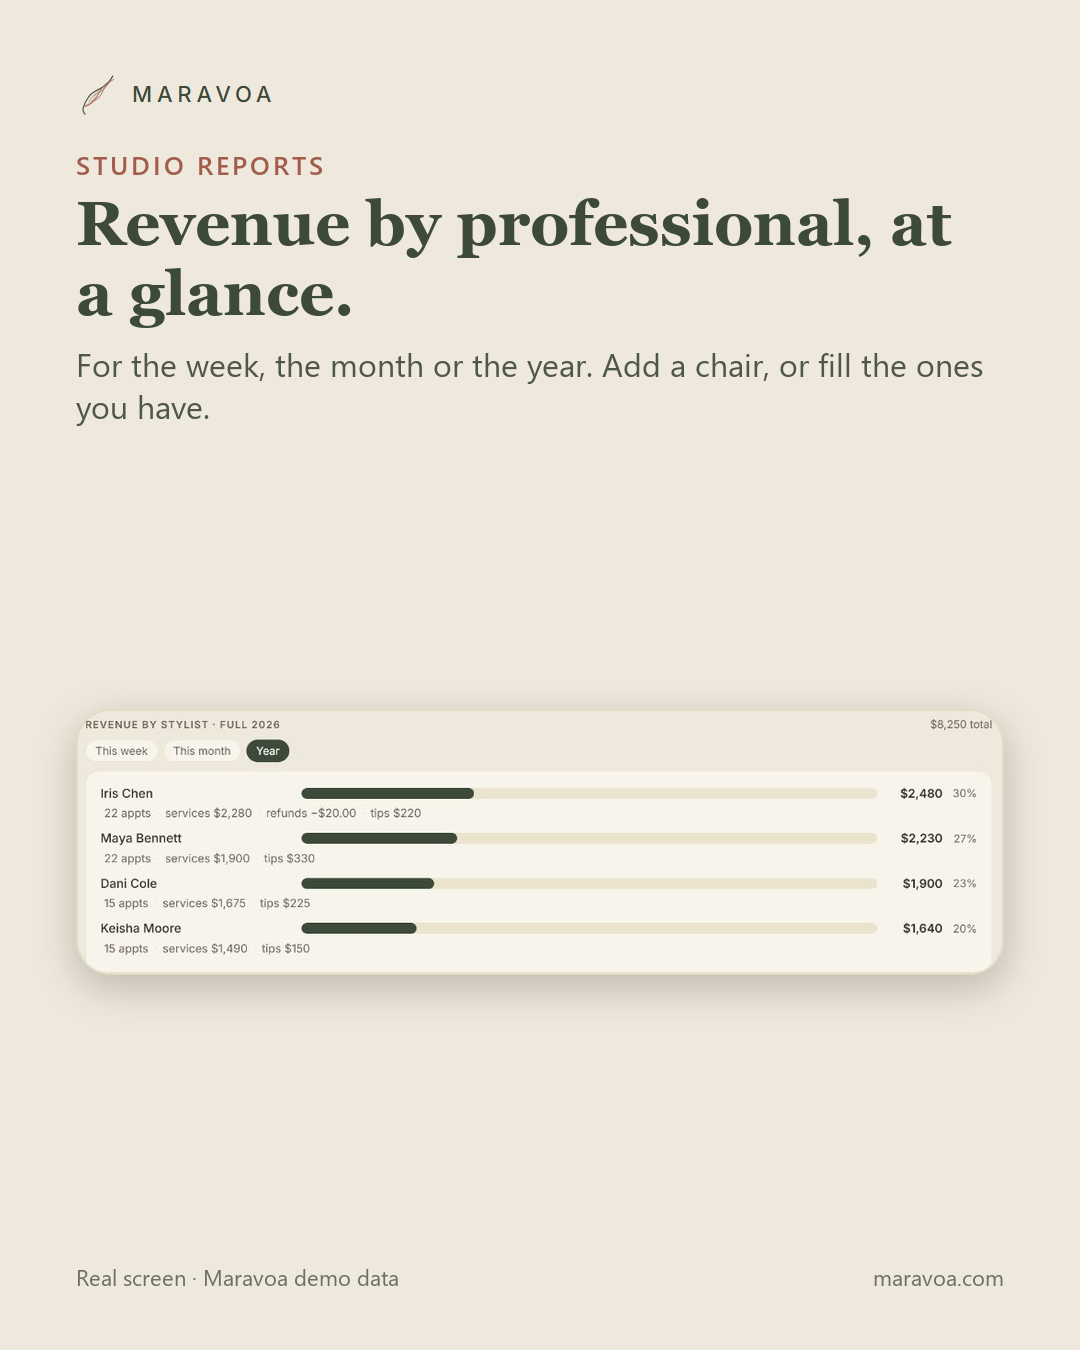 MARAVOA
STUDIO REPORTS
Revenue by professional, at
a glance.
For the week, the month or the year. Add a chair, or fill the ones
you have.
REVENUE BY STYLIST · FULL 2026 $8,250 total
This week This month Year
Iris Chen $2,480 30%
22 appts · services $2,280 · refunds −$20.00 · tips $220
Maya Bennett $2,230 27%
22 appts · services $1,900 · tips $330
Dani Cole $1,900 23%
15 appts · services $1,675 · tips $225
Keisha Moore $1,640 20%
15 appts · services $1,490 · tips $150
Real screen · Maravoa demo data maravoa.com